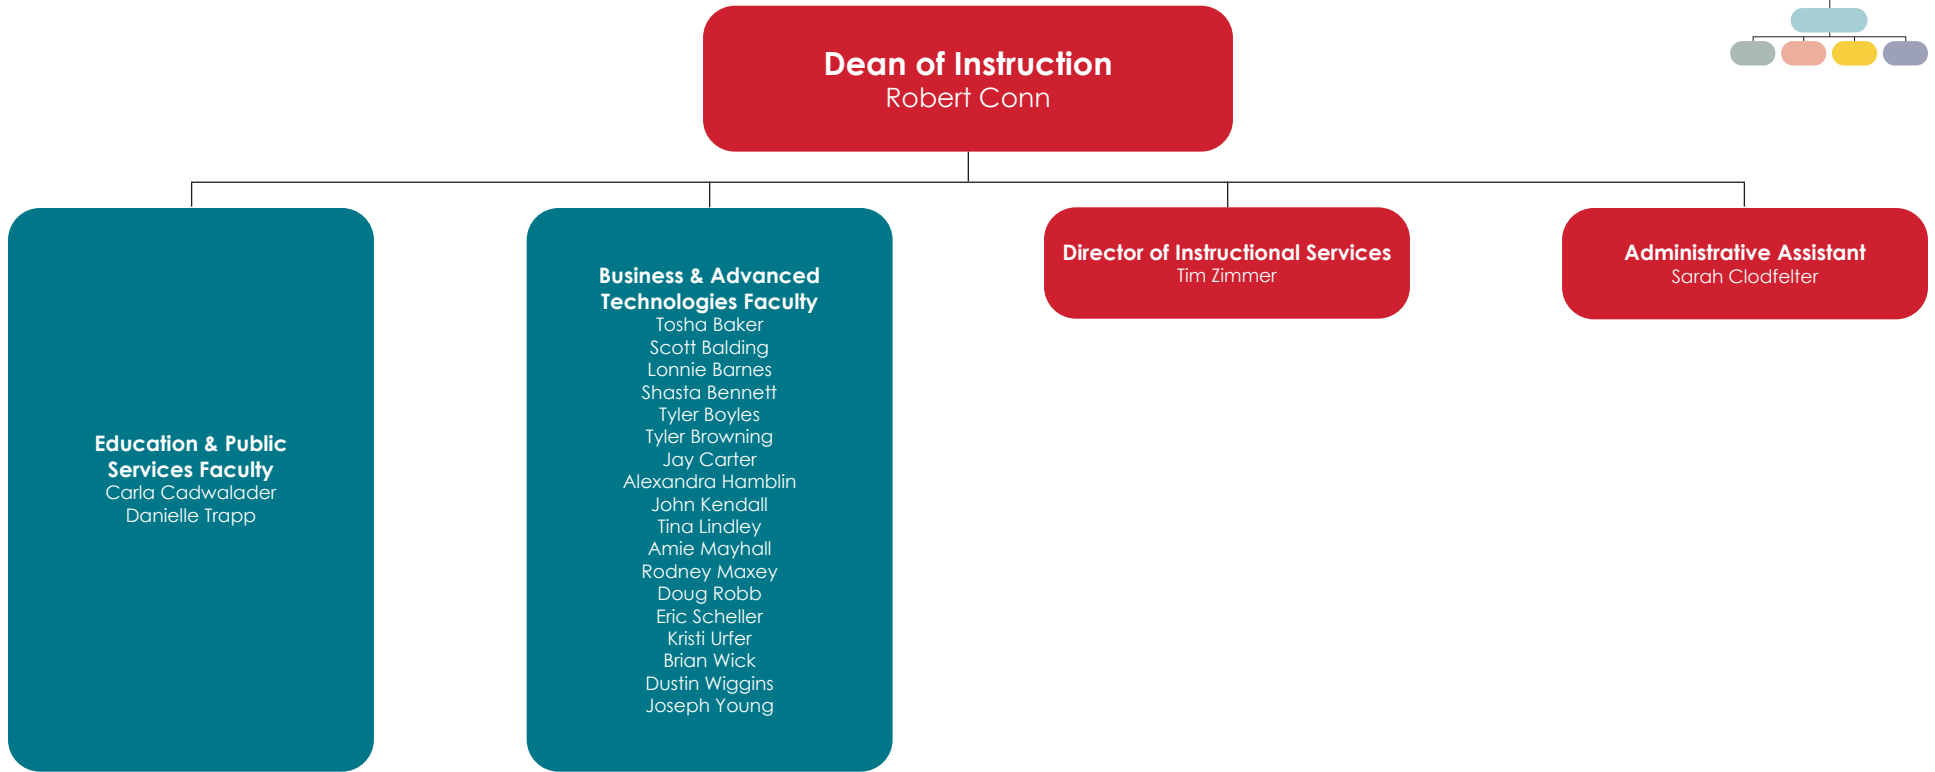 Dean of Instruction
Robert Conn
Education & Public
Services Faculty
Carla Cadwalader
Danielle Trapp
Business & Advanced
Technologies Faculty
Tosha Baker
Scott Balding
Lonnie Barnes
Shasta Bennett
Tyler Boyles
Tyler Browning
Jay Carter
Alexandra Hamblin
John Kendall
Tina Lindley
Amie Mayhall
Rodney Maxey
Doug Robb
Eric Scheller
Kristi Urfer
Brian Wick
Dustin Wiggins
Joseph Young
Director of Instructional Services
Tim Zimmer
Administrative Assistant
Sarah Clodfelter